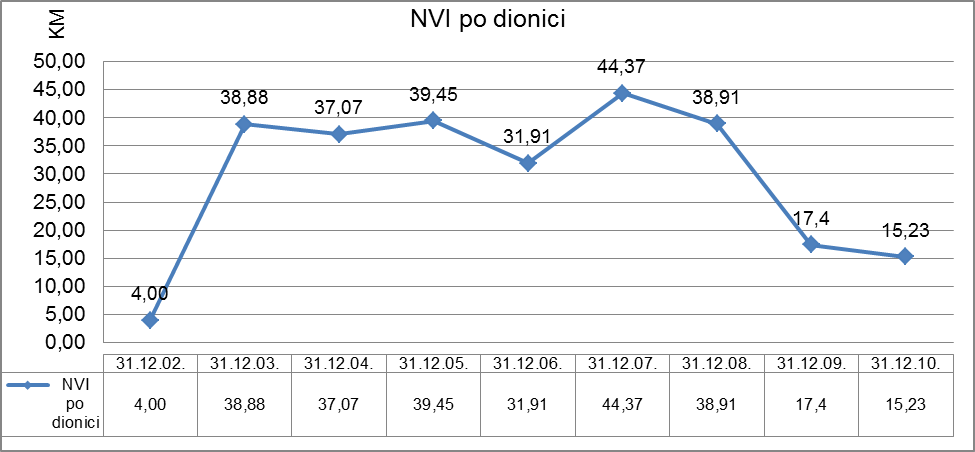 NVI po dionici
KM
50,00
45,00
40,00
35,00
30,00
25,00
20,00
15,00
10,00
5,00
0,00
4,00
38,88
37,07
39,45
31,91
44,37
38,91
17,4
15,23
31.12.02. 31.12.03. 31.12.04. 31.12.05. 31.12.06. 31.12.07. 31.12.08. 31.12.09. 31.12.10.
NVI
po
dionici
4,00 38,88 37,07 39,45 31,91 44,37 38,91 17,4 15,23